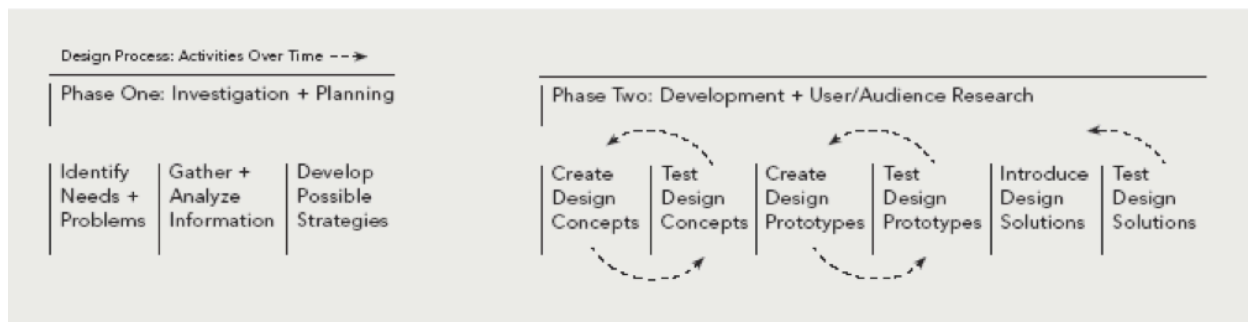 Design Process: Activities Over Time
Phase One: Investigation + Planning
Identify
Needs +
Problems
Gather +
Analyze
Information
Develop
Possible
Strategies
Phase Two: Development + User/Audience Research
Create
Design
Concepts
Test
Design
Concepts
Create
Design
Prototypes
Test
Design
Prototypes
Introduce
Design
Solutions
Test
Design
Solutions